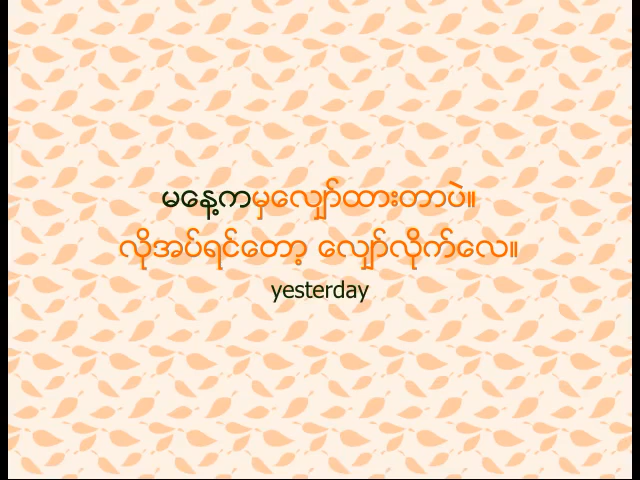 မနေ့ကမှလျှော်ထားတာပဲ။
လိုအပ်ရင်တော့ လျှော်လိုက်လေ။
yesterday